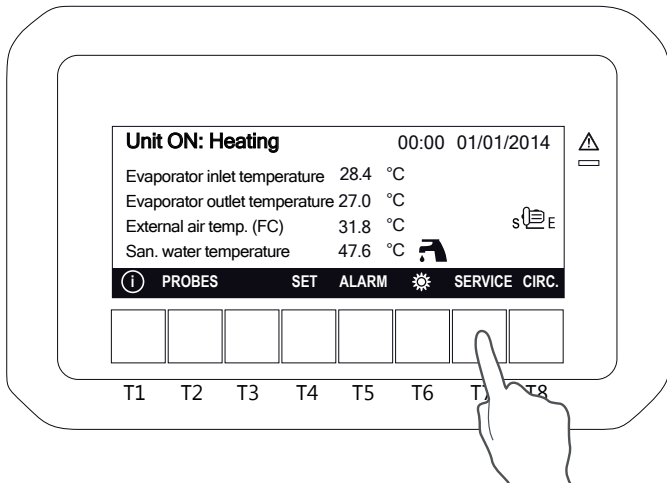 Unit ON: Heating 00:00 01/01/2014
Evaporator inlet temperature 28.4 °C
Evaporator outlet temperature 27.0 °C
External air temp. (FC) 31.8 °C
S E
San. water temperature 47.6 °C
i PROBES SET ALARM SERVICE CIRC.
T1 T2 T3 T4 T5 T6 T7 T8